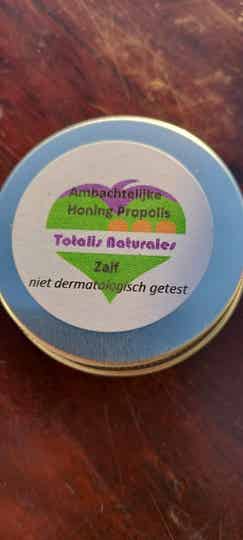 Ambachtelijke
Honing Propolis
Totalis Naturales
Zalf
niet dermatologisch getest